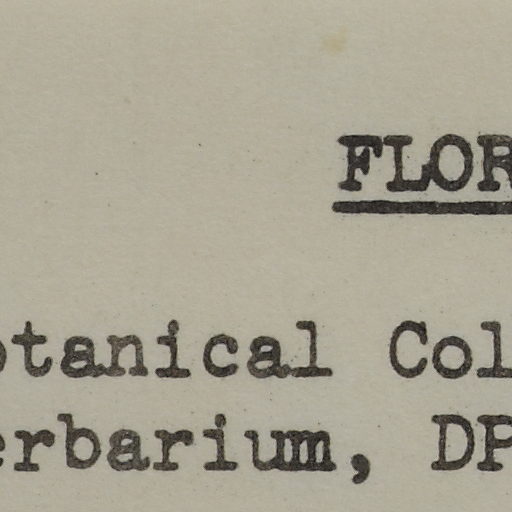 FLOR
otanical Col
erbarium, DP